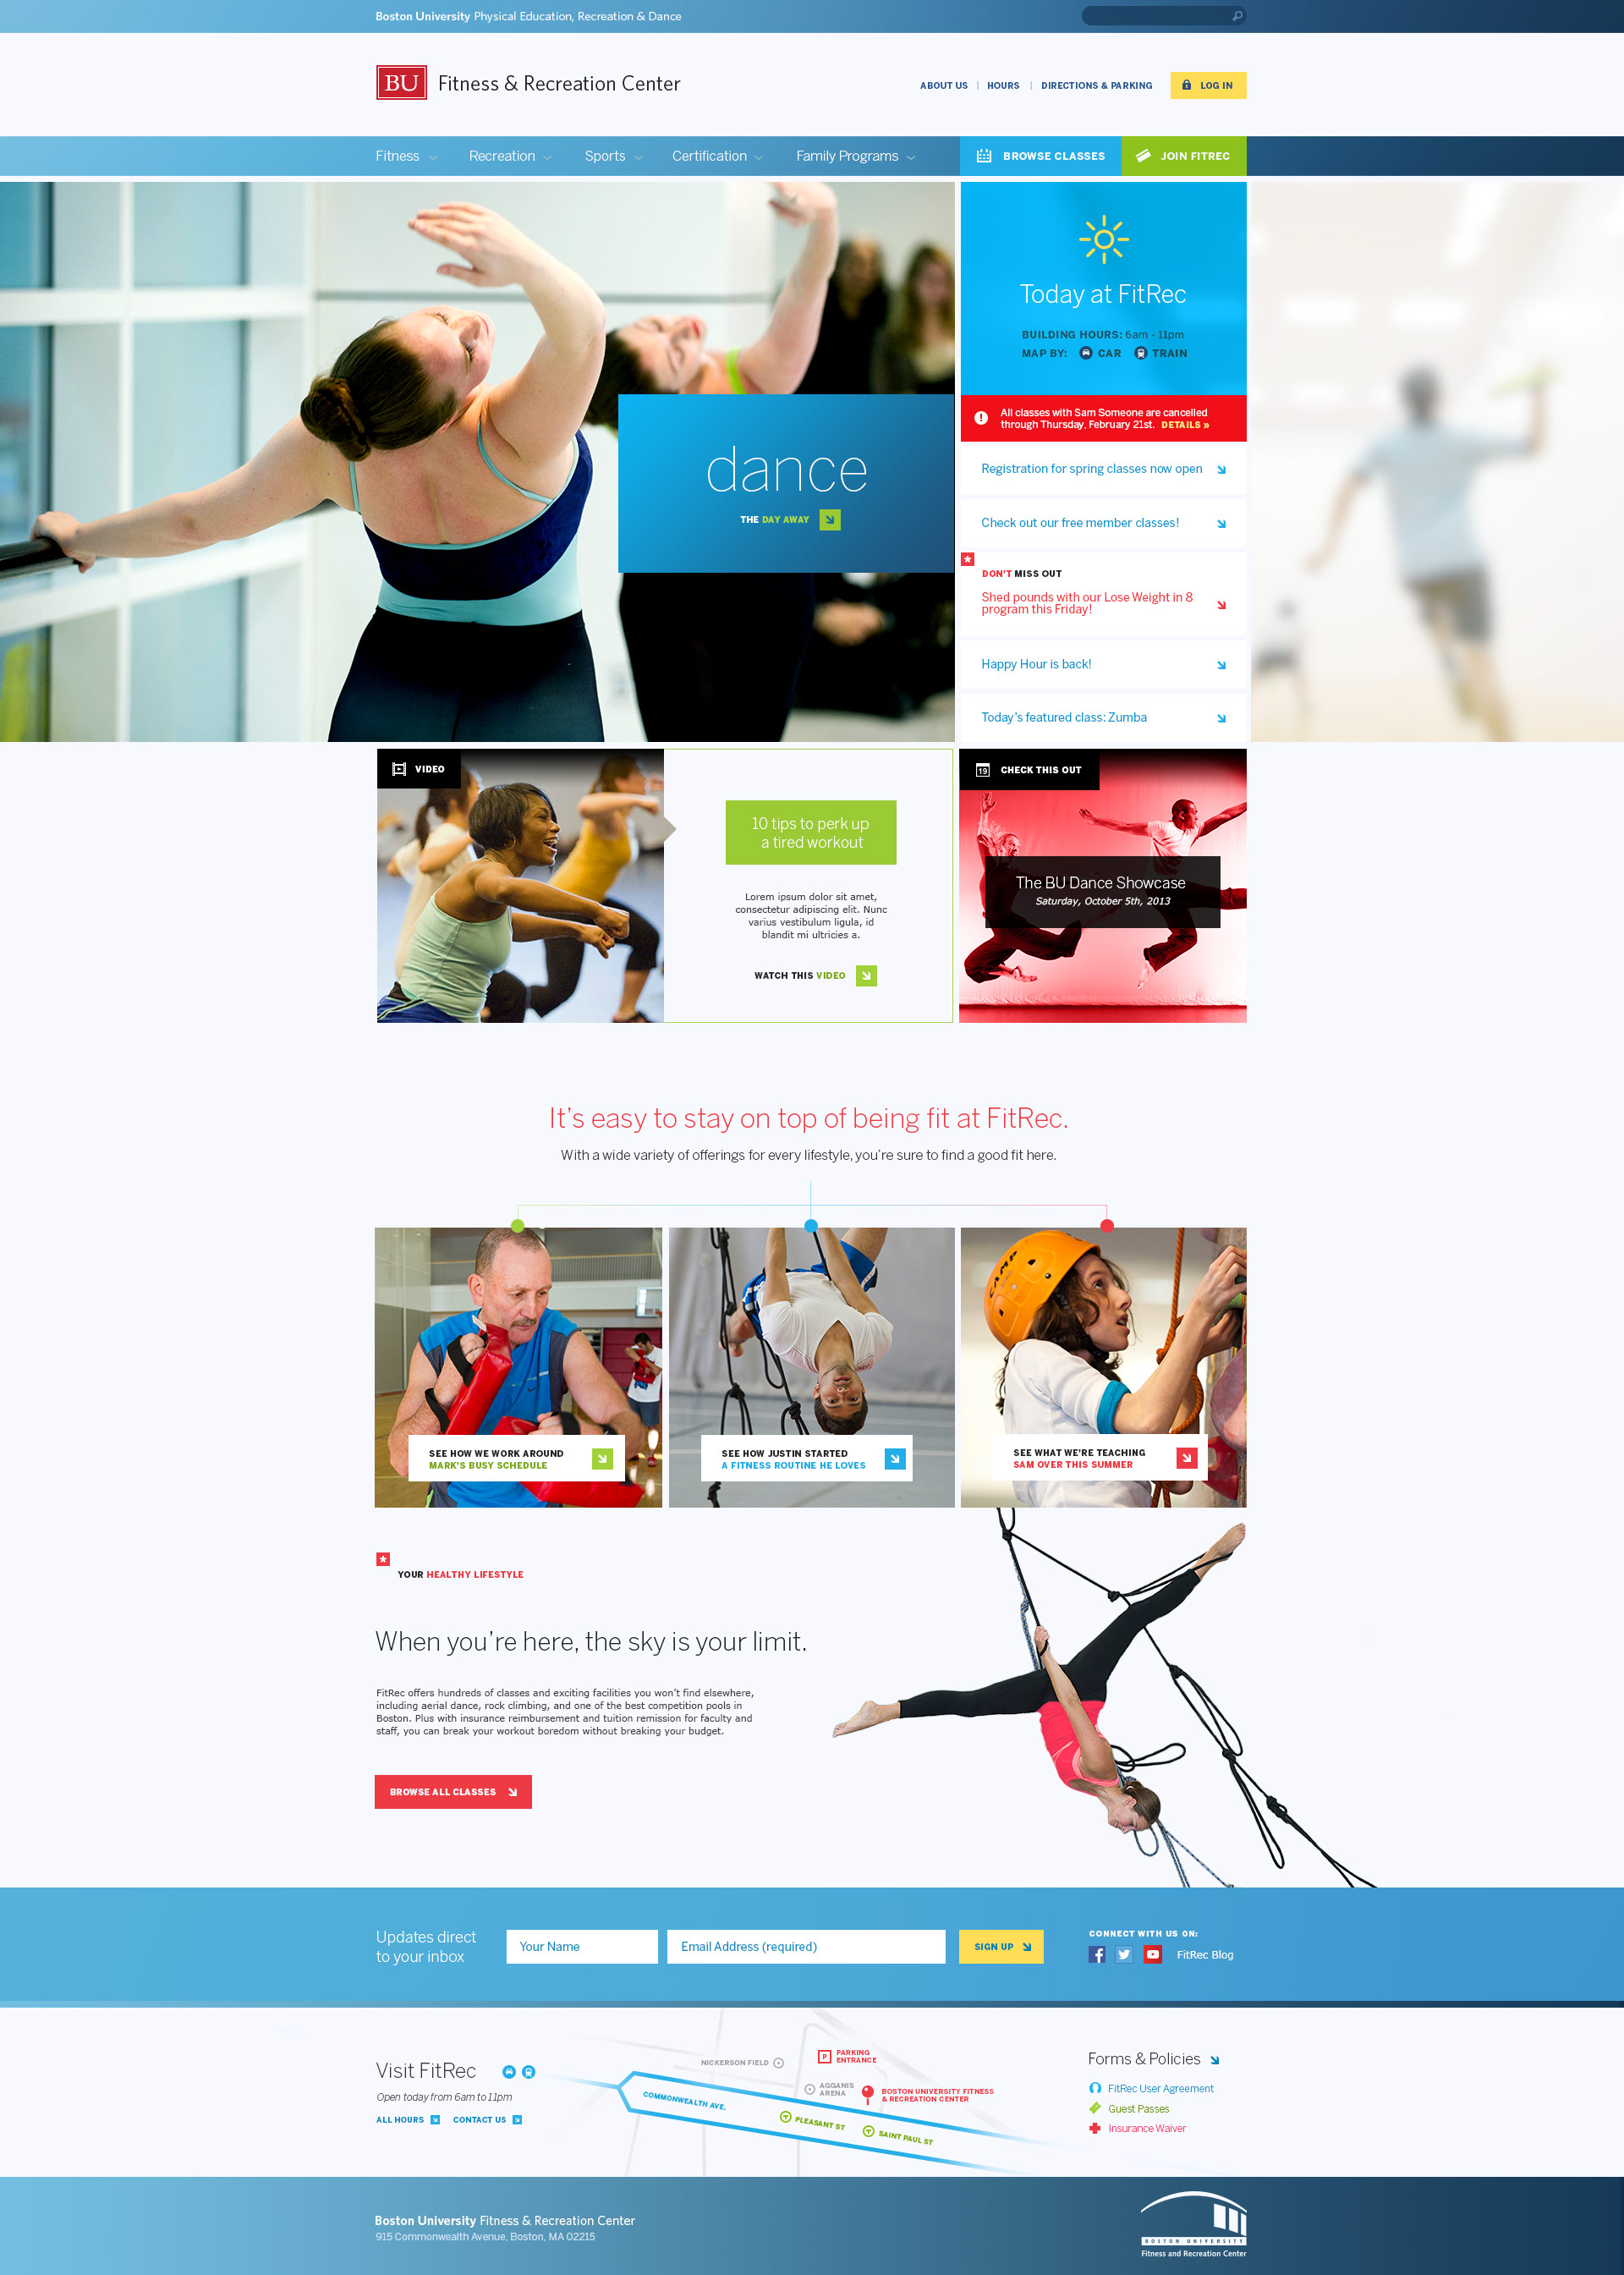 Boston University Physical Education, Recreation & Dance
BU Fitness & Recreation Center
ABOUT US | HOURS | DIRECTIONS & PARKING
LOG IN
Fitness
Recreation
Sports
Certification
Family Programs
BROWSE CLASSES
JOIN FITREC
dance
THE DAY AWAY
Today at FitRec
BUILDING HOURS: 6am - 11pm
MAP BY: CAR TRAIN
All classes with Sam Someone are cancelled
through Thursday, February 21st. DETAILS »
Registration for spring classes now open
Check out our free member classes!
DON'T MISS OUT
Shed pounds with our Lose Weight in 8
program this Friday!
Happy Hour is back!
Today's featured class: Zumba
VIDEO
10 tips to perk up
a tired workout
Lorem ipsum dolor sit amet,
consectetur adipiscing elit. Nunc
varius vestibulum ligula, id
blandit mi ultricies a.
WATCH THIS VIDEO
19 CHECK THIS OUT
The BU Dance Showcase
Saturday, October 5th, 2013
It's easy to stay on top of being fit at FitRec.
With a wide variety of offerings for every lifestyle, you're sure to find a good fit here.
SEE HOW WE WORK AROUND
MARK'S BUSY SCHEDULE
SEE HOW JUSTIN STARTED
A FITNESS ROUTINE HE LOVES
SEE WHAT WE'RE TEACHING
SAM OVER THIS SUMMER
YOUR HEALTHY LIFESTYLE
When you're here, the sky is your limit.
FitRec offers hundreds of classes and exciting facilities you won't find elsewhere,
including aerial dance, rock climbing, and one of the best competition pools in
Boston. Plus with insurance reimbursement and tuition remission for faculty and
staff, you can break your workout boredom without breaking your budget.
BROWSE ALL CLASSES
Updates direct
to your inbox
Your Name
Email Address (required)
SIGN UP
CONNECT WITH US ON:
FitRec Blog
Visit FitRec
Open today from 6am to 11pm
ALL HOURS
CONTACT US
NICKERSON FIELD
P PARKING
ENTRANCE
AGGANIS
ARENA
BOSTON UNIVERSITY FITNESS
& RECREATION CENTER
COMMONWEALTH AVE.
T PLEASANT ST
T SAINT PAUL ST
Forms & Policies
FitRec User Agreement
Guest Passes
Insurance Waiver
Boston University Fitness & Recreation Center
915 Commonwealth Avenue, Boston, MA 02215
BOSTON UNIVERSITY
Fitness and Recreation Center